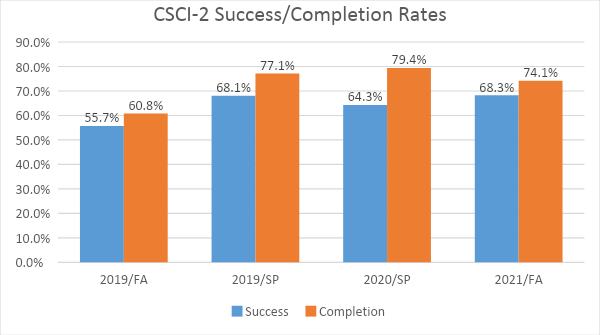 CSCI-2 Success/Completion Rates
90.0%
80.0%
70.0%
60.0%
50.0%
40.0%
30.0%
20.0%
10.0%
0.0%
55.7% 60.8% 68.1% 77.1% 64.3% 79.4% 68.3% 74.1%
2019/FA 2019/SP 2020/SP 2021/FA
Success Completion